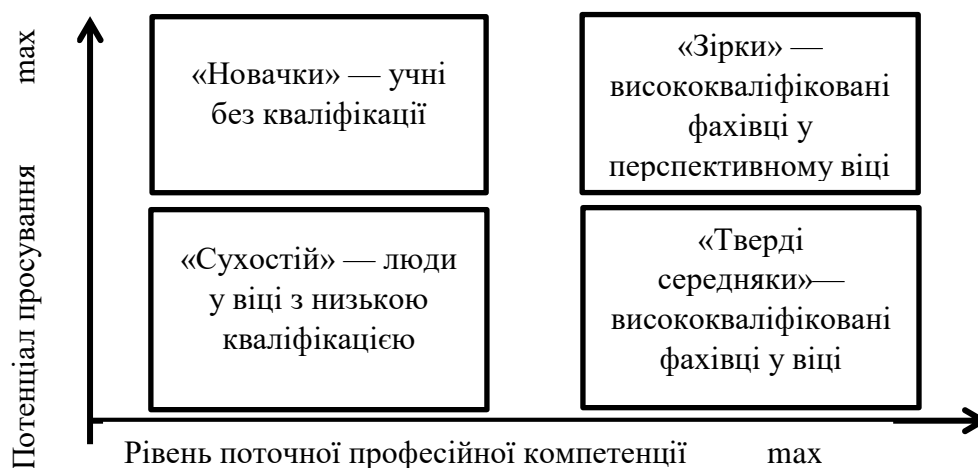 Потенціал просування max
«Новачки» — учні
без кваліфікації
«Зірки» —
висококваліфіковані
фахівці у
перспективному віці
«Сухостій» — люди
у віці з низькою
кваліфікацією
«Тверді
середняки»—
висококваліфіковані
фахівці у віці
Рівень поточної професійної компетенції max